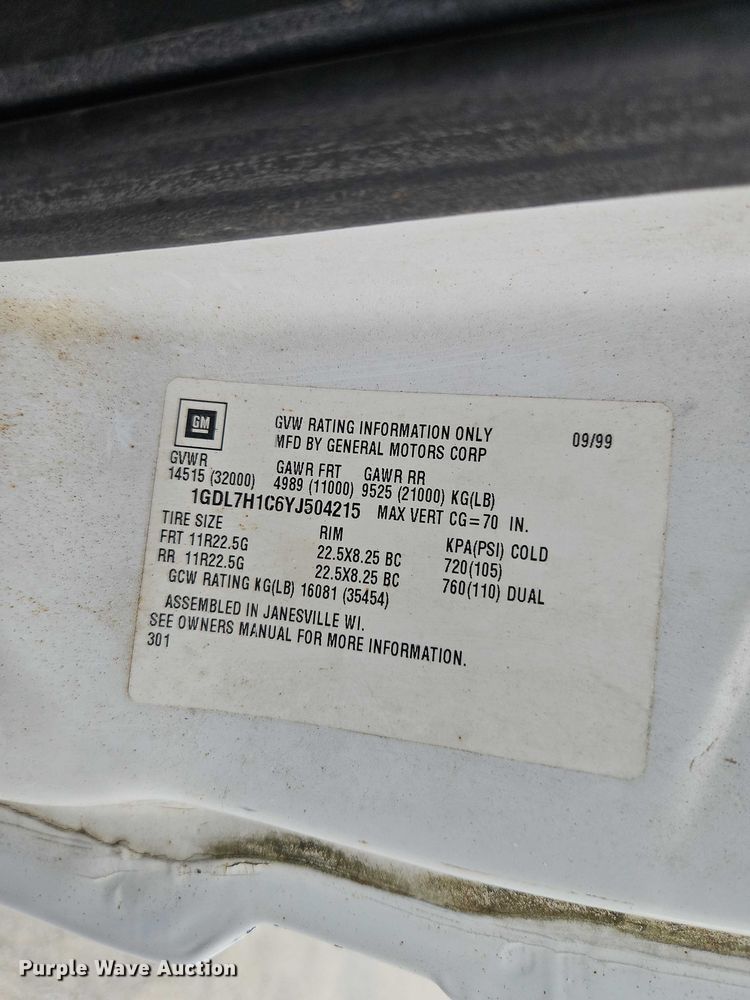 GM
GVW RATING INFORMATION ONLY 09/99
MFD BY GENERAL MOTORS CORP
GVWR GAWR FRT GAWR RR
14515 (32000) 4989 (11000) 9525 (21000) KG(LB)
1GDL7H1C6YJ504215 MAX VERT CG=70 IN.
TIRE SIZE RIM KPA(PSI) COLD
FRT 11R22.5G 22.5X8.25 BC 720(105)
RR 11R22.5G 22.5X8.25 BC 760(110) DUAL
GCW RATING KG(LB) 16081 (35454)
ASSEMBLED IN JANESVILLE WI.
SEE OWNERS MANUAL FOR MORE INFORMATION.
301
Purple Wave Auction